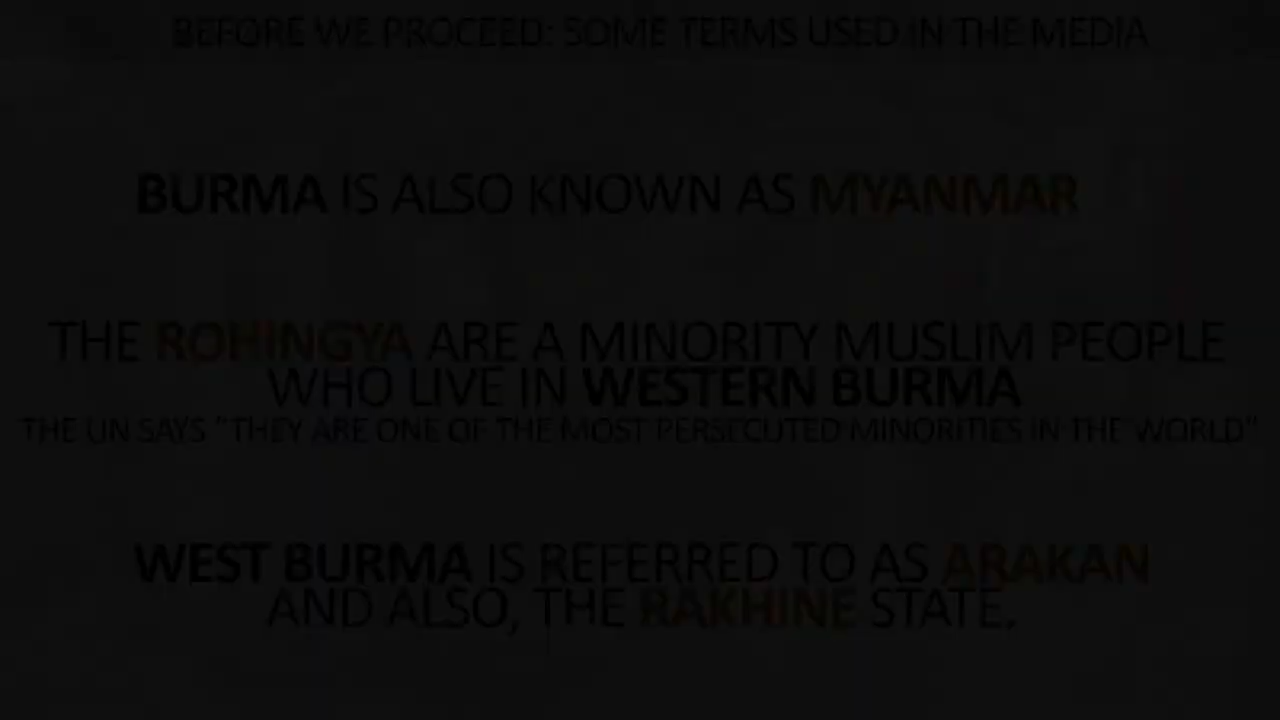 BEFORE WE PROCEED: SOME TERMS USED IN THE MEDIA
BURMA IS ALSO KNOWN AS MYANMAR
THE ROHINGYA ARE A MINORITY MUSLIM PEOPLE
WHO LIVE IN WESTERN BURMA
THE UN SAYS "THEY ARE ONE OF THE MOST PERSECUTED MINORITIES IN THE WORLD"
WEST BURMA IS REFERRED TO AS ARAKAN
AND ALSO, THE RAKHINE STATE.